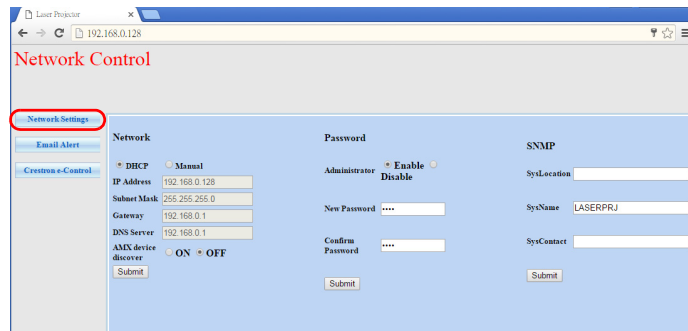 Laser Projector
192.168.0.128
Network Control
Network Settings
Email Alert
Crestron e-Control
Network
DHCP Manual
IP Address 192.168.0.128
Subnet Mask 255.255.255.0
Gateway 192.168.0.1
DNS Server 192.168.0.1
AMX device
discover ON OFF
Submit
Password
Administrator Enable
Disable
New Password ••••
Confirm
Password ••••
Submit
SNMP
SysLocation
SysName LASERPRJ
SysContact
Submit